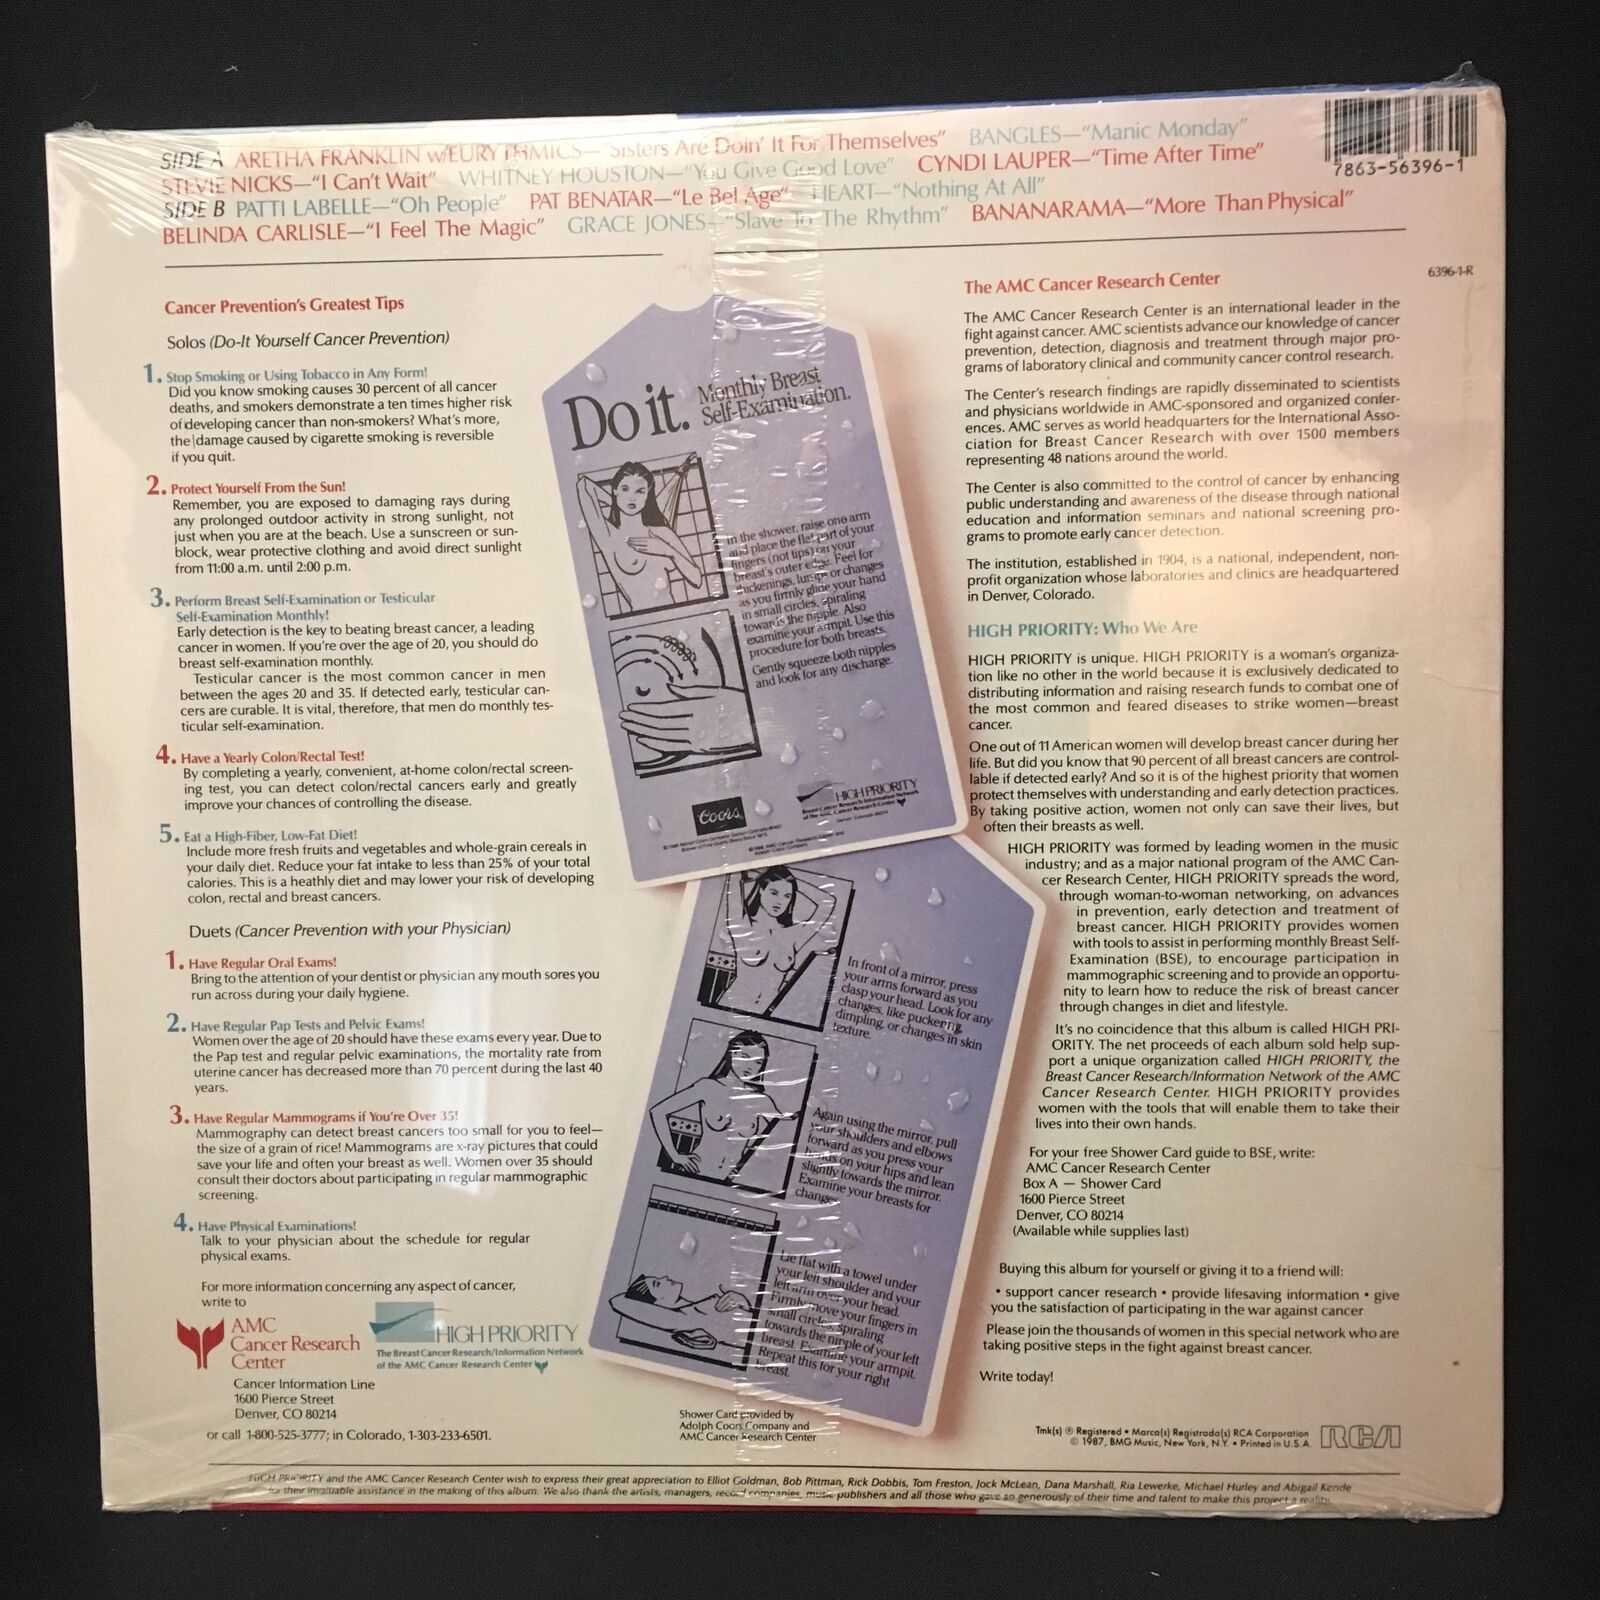 SIDE A ARETHA FRANKLIN W/EURYTHMICS—"Sisters Are Doin' It For Themselves" BANGLES—"Manic Monday"
STEVIE NICKS—"I Can't Wait" WHITNEY HOUSTON—"You Give Good Love" CYNDI LAUPER—"Time After Time"
SIDE B PATTI LABELLE—"Oh People" PAT BENATAR—"Le Bel Age" HEART—"Nothing At All"
BELINDA CARLISLE—"I Feel The Magic" GRACE JONES—"Slave To The Rhythm" BANANARAMA—"More Than Physical"
7863-56396-1
6396-1-R
Cancer Prevention's Greatest Tips
Solos (Do-It Yourself Cancer Prevention)
1. Stop Smoking or Using Tobacco in Any Form!
Did you know smoking causes 30 percent of all cancer
deaths, and smokers demonstrate a ten times higher risk
of developing cancer than non-smokers? What's more,
the damage caused by cigarette smoking is reversible
if you quit.
2. Protect Yourself From the Sun!
Remember, you are exposed to damaging rays during
any prolonged outdoor activity in strong sunlight, not
just when you are at the beach. Use a sunscreen or sun-
block, wear protective clothing and avoid direct sunlight
from 11:00 a.m. until 2:00 p.m.
3. Perform Breast Self-Examination or Testicular
Self-Examination Monthly!
Early detection is the key to beating breast cancer, a leading
cancer in women. If you're over the age of 20, you should do
breast self-examination monthly.
Testicular cancer is the most common cancer in men
between the ages 20 and 35. If detected early, testicular can-
cers are curable. It is vital, therefore, that men do monthly tes-
ticular self-examination.
4. Have a Yearly Colon/Rectal Test!
By completing a yearly, convenient, at-home colon/rectal screen-
ing test, you can detect colon/rectal cancers early and greatly
improve your chances of controlling the disease.
5. Eat a High-Fiber, Low-Fat Diet!
Include more fresh fruits and vegetables and whole-grain cereals in
your daily diet. Reduce your fat intake to less than 25% of your total
calories. This is a heathly diet and may lower your risk of developing
colon, rectal and breast cancers.
Duets (Cancer Prevention with your Physician)
1. Have Regular Oral Exams!
Bring to the attention of your dentist or physician any mouth sores you
run across during your daily hygiene.
2. Have Regular Pap Tests and Pelvic Exams!
Women over the age of 20 should have these exams every year. Due to
the Pap test and regular pelvic examinations, the mortality rate from
uterine cancer has decreased more than 70 percent during the last 40
years.
3. Have Regular Mammograms if You're Over 35!
Mammography can detect breast cancers too small for you to feel—
the size of a grain of rice! Mammograms are x-ray pictures that could
save your life and often your breast as well. Women over 35 should
consult their doctors about participating in regular mammographic
screening.
4. Have Physical Examinations!
Talk to your physician about the schedule for regular
physical exams.
For more information concerning any aspect of cancer,
write to
AMC
Cancer Research
Center
HIGH PRIORITY
The Breast Cancer Research/Information Network
of the AMC Cancer Research Center
Cancer Information Line
1600 Pierce Street
Denver, CO 80214
or call 1-800-525-3777; in Colorado, 1-303-233-6501.
Do it. Monthly Breast
Self-Examination.
In the shower, raise one arm
and place the flat part of your
fingers (not tips) on your
breast's outer edge. Feel for
thickenings, lumps or changes
as you firmly glide your hand
in small circles, spiraling
towards the nipple. Also
examine your armpit. Use this
procedure for both breasts.
Gently squeeze both nipples
and look for any discharge.
Coors
HIGH PRIORITY
Breast Cancer Research Information Network
of the AMC Cancer Research Center
Denver, Colorado 80214
In front of a mirror, press
your arms forward as you
clasp your head. Look for any
changes, like puckering,
dimpling, or changes in skin
texture.
Again using the mirror, pull
your shoulders and elbows
forward as you press your
hands on your hips and lean
slightly towards the mirror.
Examine your breasts for
changes.
Lie flat with a towel under
your left shoulder and your
left arm over your head.
Firmly move your fingers in
small circles, spiraling
towards the nipple of your left
breast. Examine your armpit.
Repeat this for your right
breast.
Shower Card provided by
Adolph Coors Company and
AMC Cancer Research Center
The AMC Cancer Research Center
The AMC Cancer Research Center is an international leader in the
fight against cancer. AMC scientists advance our knowledge of cancer
prevention, detection, diagnosis and treatment through major pro-
grams of laboratory clinical and community cancer control research.
The Center's research findings are rapidly disseminated to scientists
and physicians worldwide in AMC-sponsored and organized confer-
ences. AMC serves as world headquarters for the International Asso-
ciation for Breast Cancer Research with over 1500 members
representing 48 nations around the world.
The Center is also committed to the control of cancer by enhancing
public understanding and awareness of the disease through national
education and information seminars and national screening pro-
grams to promote early cancer detection.
The institution, established in 1904, is a national, independent, non-
profit organization whose laboratories and clinics are headquartered
in Denver, Colorado.
HIGH PRIORITY: Who We Are
HIGH PRIORITY is unique. HIGH PRIORITY is a woman's organiza-
tion like no other in the world because it is exclusively dedicated to
distributing information and raising research funds to combat one of
the most common and feared diseases to strike women—breast
cancer.
One out of 11 American women will develop breast cancer during her
life. But did you know that 90 percent of all breast cancers are control-
lable if detected early? And so it is of the highest priority that women
protect themselves with understanding and early detection practices.
By taking positive action, women not only can save their lives, but
often their breasts as well.
HIGH PRIORITY was formed by leading women in the music
industry; and as a major national program of the AMC Can-
cer Research Center, HIGH PRIORITY spreads the word,
through woman-to-woman networking, on advances
in prevention, early detection and treatment of
breast cancer. HIGH PRIORITY provides women
with tools to assist in performing monthly Breast Self-
Examination (BSE), to encourage participation in
mammographic screening and to provide an opportu-
nity to learn how to reduce the risk of breast cancer
through changes in diet and lifestyle.
It's no coincidence that this album is called HIGH PRI-
ORITY. The net proceeds of each album sold help sup-
port a unique organization called HIGH PRIORITY, the
Breast Cancer Research/Information Network of the AMC
Cancer Research Center. HIGH PRIORITY provides
women with the tools that will enable them to take their
lives into their own hands.
For your free Shower Card guide to BSE, write:
AMC Cancer Research Center
Box A — Shower Card
1600 Pierce Street
Denver, CO 80214
(Available while supplies last)
Buying this album for yourself or giving it to a friend will:
• support cancer research • provide lifesaving information • give
you the satisfaction of participating in the war against cancer
Please join the thousands of women in this special network who are
taking positive steps in the fight against breast cancer.
Write today!
Tmk(s) ® Registered • Marca(s) Registrada(s) RCA Corporation
© 1987, BMG Music, New York, N.Y. • Printed in U.S.A.
RCA
HIGH PRIORITY and the AMC Cancer Research Center wish to express their great appreciation to Elliot Goldman, Bob Pittman, Rick Dobbis, Tom Freston, Jock McLean, Dana Marshall, Ria Lewerke, Michael Hurley and Abigail Kende
for their invaluable assistance in the making of this album. We also thank the artists, managers, record companies, music publishers and all those who gave so generously of their time and talent to make this project a reality.